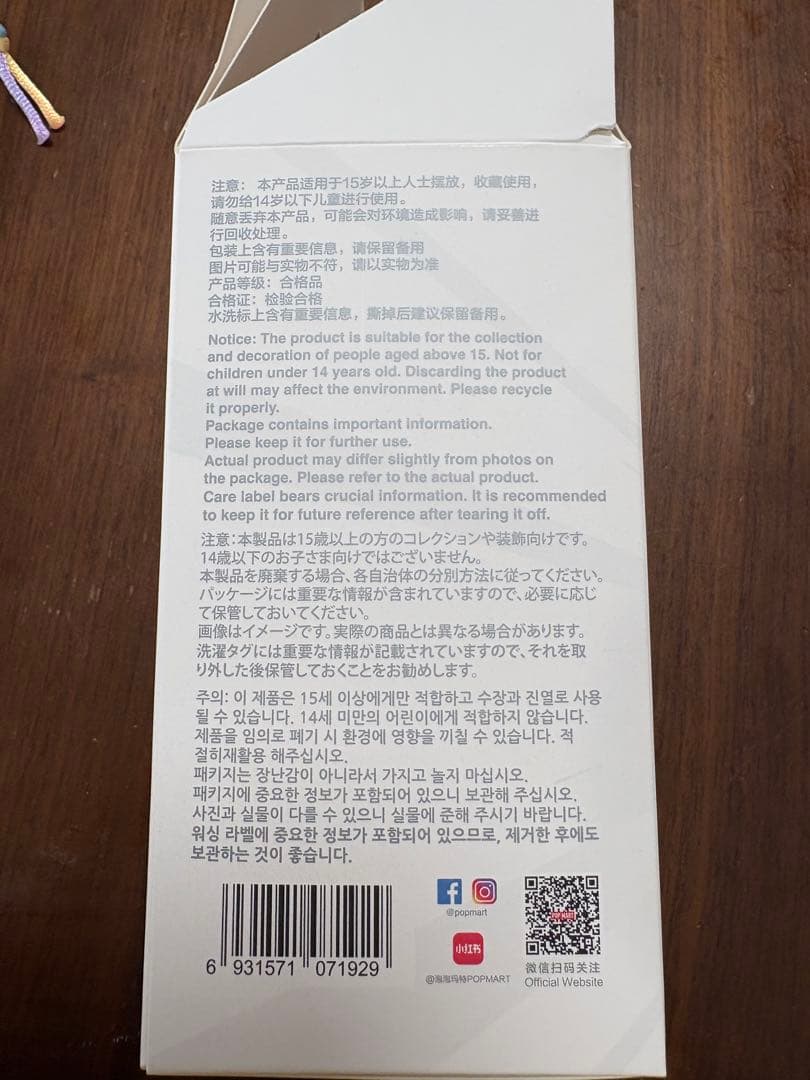 注意： 本产品适用于15岁以上人士摆放，收藏使用，
请勿给14岁以下儿童进行使用。
随意丢弃本产品，可能会对环境造成影响，请妥善进
行回收处理。
包装上含有重要信息，请保留备用
图片可能与实物不符，请以实物为准
产品等级：合格品
合格证：检验合格
水洗标上含有重要信息，撕掉后建议保留备用。
Notice: The product is suitable for the collection
and decoration of people aged above 15. Not for
children under 14 years old. Discarding the product
at will may affect the environment. Please recycle
it properly.
Package contains important information.
Please keep it for further use.
Actual product may differ slightly from photos on
the package. Please refer to the actual product.
Care label bears crucial information. It is recommended
to keep it for future reference after tearing it off.
注意：本製品は15歳以上の方のコレクションや装飾向けです。
14歳以下のお子さま向けではございません。
本製品を廃棄する場合、各自治体の分別方法に従ってください。
パッケージには重要な情報が含まれていますので、必要に応じ
て保管しておいてください。
画像はイメージです。実際の商品とは異なる場合があります。
洗濯タグには重要な情報が記載されていますので、それを取
り外した後保管しておくことをお勧めします。
주의: 이 제품은 15세 이상에게만 적합하고 수장과 진열로 사용
될 수 있습니다. 14세 미만의 어린이에게 적합하지 않습니다.
제품을 임의로 폐기 시 환경에 영향을 끼칠 수 있습니다. 적
절히재활용 해주십시오.
패키지는 장난감이 아니라서 가지고 놀지 마십시오.
패키지에 중요한 정보가 포함되어 있으니 보관해 주십시오.
사진과 실물이 다를 수 있으니 실물에 준해 주시기 바랍니다.
워싱 라벨에 중요한 정보가 포함되어 있으므로, 제거한 후에도
보관하는 것이 좋습니다.
6 931571 071929
@popmart
小红书
@泡泡玛特POPMART
POP MART
微信扫码关注
Official Website